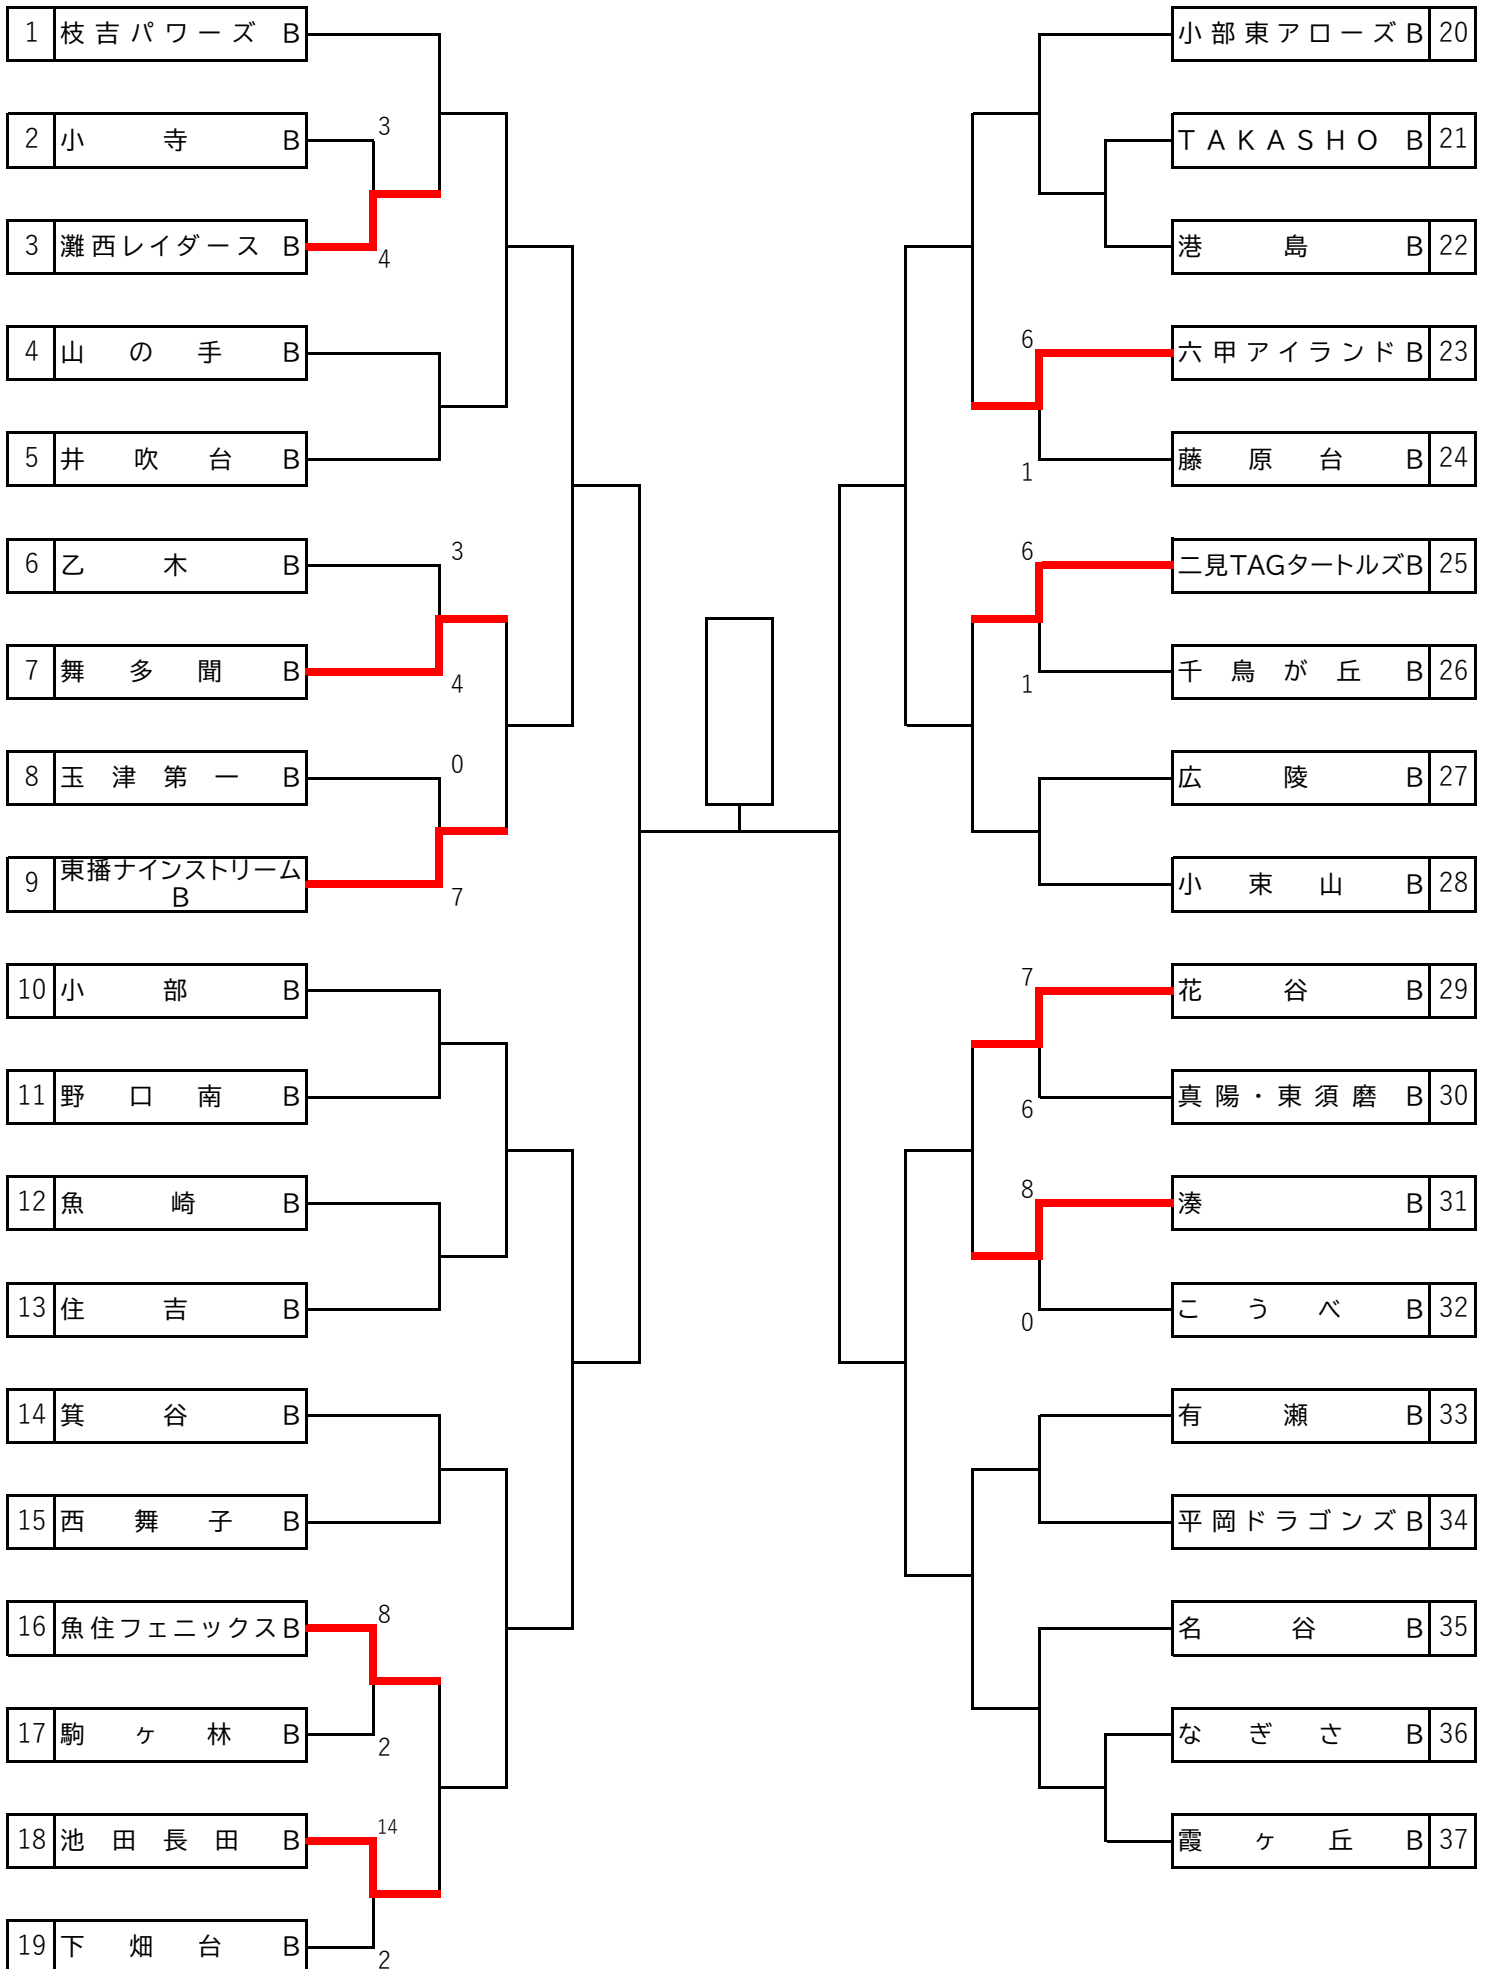 1 枝吉パワーズ B
2 小寺 B
3
3 灘西レイダース B
4
4 山の手 B
5 井吹台 B
6 乙木 B
3
7 舞多聞 B
4
8 玉津第一 B
0
9 東播ナインストリーム
B
7
10 小部 B
11 野口南 B
12 魚崎 B
13 住吉 B
14 箕谷 B
15 西舞子 B
16 魚住フェニックス B
8
17 駒ヶ林 B
2
18 池田長田 B
14
19 下畑台 B
2
小部東アローズ B 20
TAKASHO B 21
港島 B 22
6
六甲アイランド B 23
藤原台 B 24
1
6
二見TAGタートルズB 25
千鳥が丘 B 26
1
広陵 B 27
小束山 B 28
7
花谷 B 29
真陽・東須磨 B 30
6
8
湊 B 31
こうべ B 32
0
有瀬 B 33
平岡ドラゴンズ B 34
名谷 B 35
なぎさ B 36
霞ヶ丘 B 37